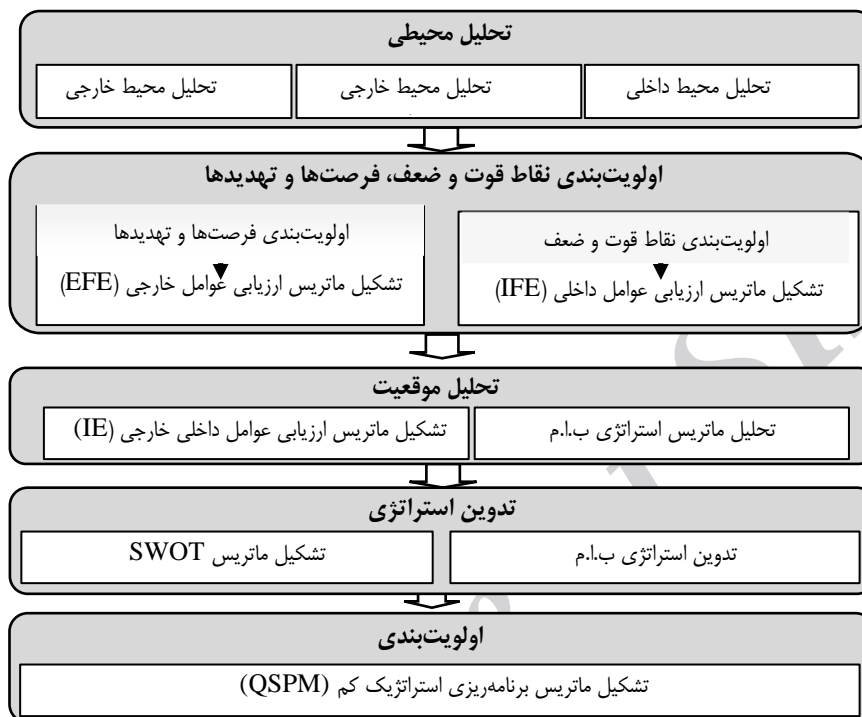 تحلیل محیطی
تحلیل محیط داخلی
تحلیل محیط خارجی
تحلیل محیط خارجی
اولویت‌بندی نقاط قوت و ضعف، فرصت‌ها و تهدیدها
اولویت‌بندی نقاط قوت و ضعف
تشکیل ماتریس ارزیابی عوامل داخلی (IFE)
اولویت‌بندی فرصت‌ها و تهدیدها
تشکیل ماتریس ارزیابی عوامل خارجی (EFE)
تحلیل موقعیت
تحلیل ماتریس استراتژی ب.ا.م
تشکیل ماتریس ارزیابی عوامل داخلی خارجی (IE)
تدوین استراتژی
تدوین استراتژی ب.ا.م
تشکیل ماتریس SWOT
اولویت‌بندی
تشکیل ماتریس برنامه‌ریزی استراتژیک کم (QSPM)